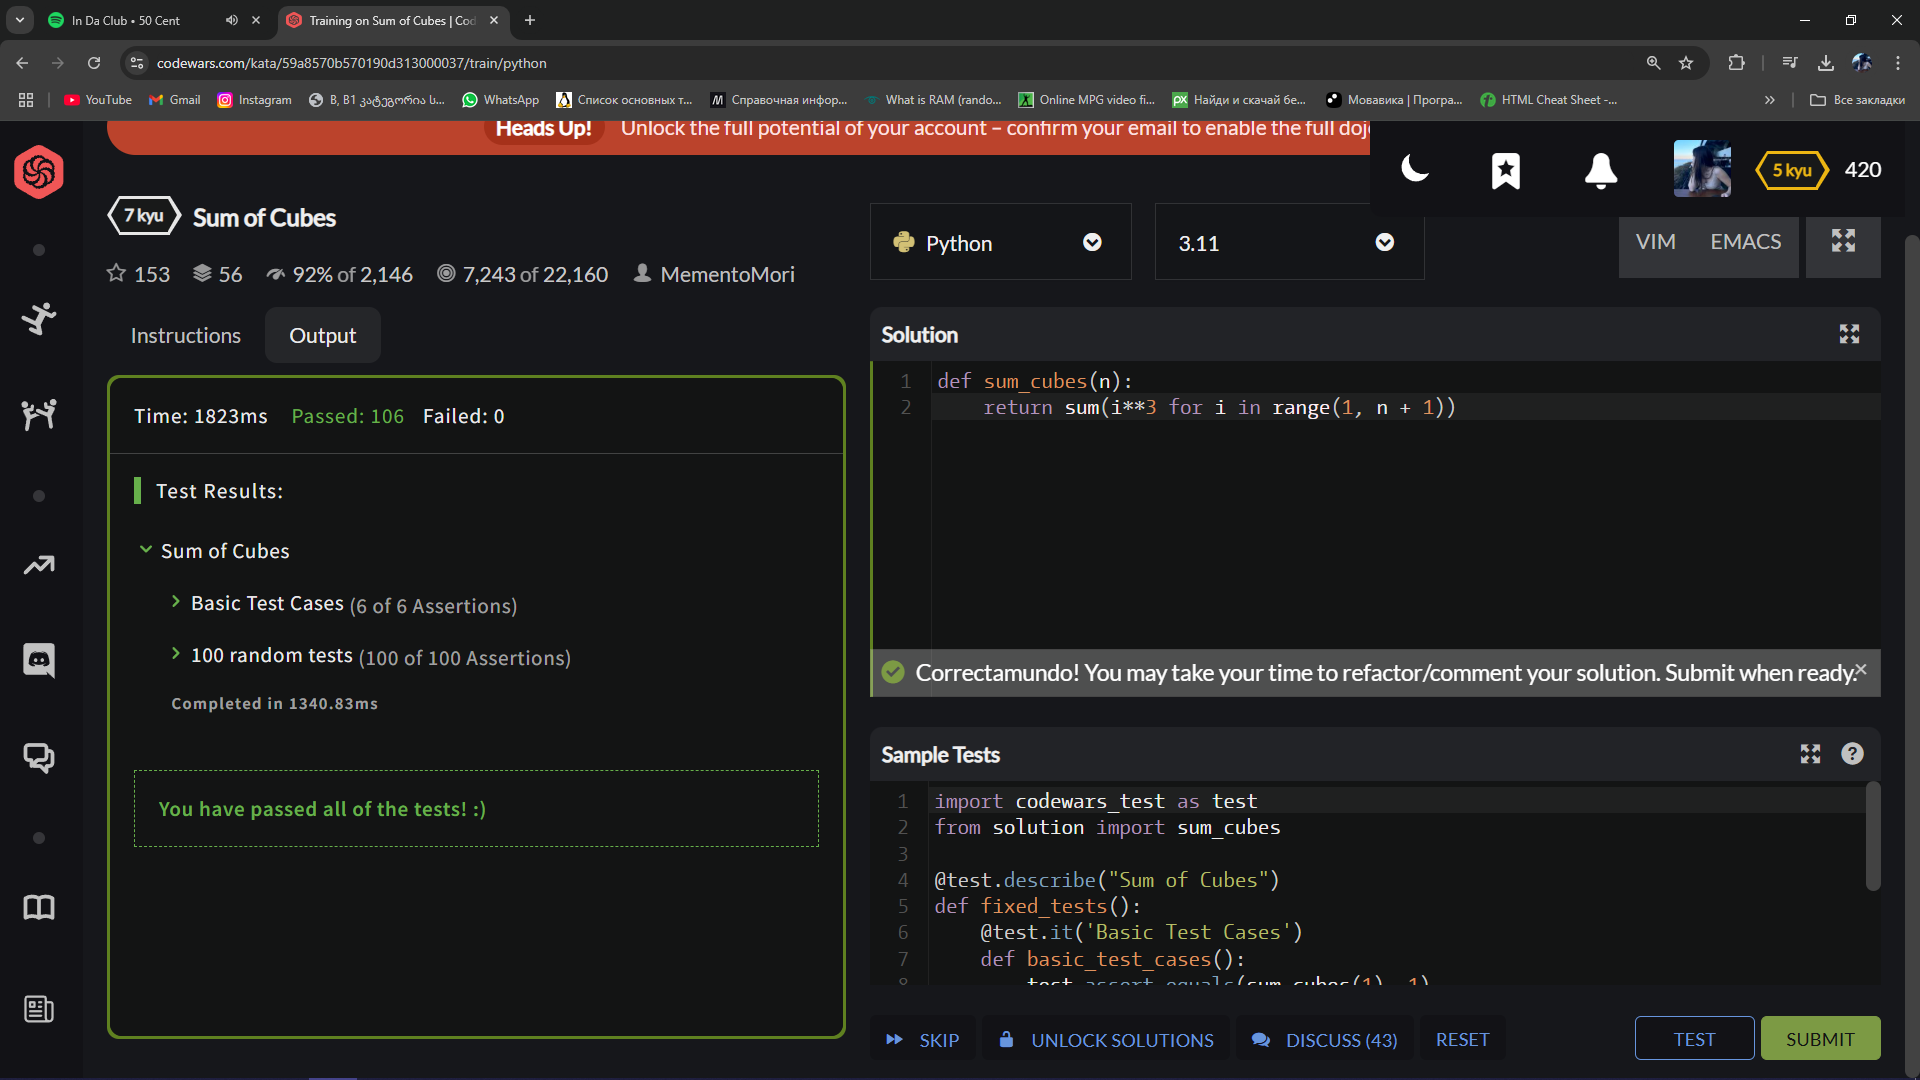 In Da Club • 50 Cent
Training on Sum of Cubes | Cod
codewars.com/kata/59a8570b570190d313000037/train/python
YouTube
Gmail
Instagram
B, B1 კატეგორია ს...
WhatsApp
Список основных т...
Справочная инфор...
What is RAM (rando...
Online MPG video fi...
Найди и скачай бе...
Мовавика | Програ...
HTML Cheat Sheet -...
Все закладки
Heads Up! Unlock the full potential of your account – confirm your email to enable the full doj
5 kyu
420
7 kyu
Sum of Cubes
153
56
92% of 2,146
7,243 of 22,160
MementoMori
Python
3.11
VIM
EMACS
Instructions
Output
Time: 1823ms Passed: 106 Failed: 0
Test Results:
Sum of Cubes
Basic Test Cases (6 of 6 Assertions)
100 random tests (100 of 100 Assertions)
Completed in 1340.83ms
You have passed all of the tests! :)
Solution
1 def sum_cubes(n):
2 return sum(i**3 for i in range(1, n + 1))
Correctamundo! You may take your time to refactor/comment your solution. Submit when ready.
Sample Tests
1 import codewars_test as test
2 from solution import sum_cubes
3
4 @test.describe("Sum of Cubes")
5 def fixed_tests():
6 @test.it('Basic Test Cases')
7 def basic_test_cases():
8 test.assert_equals(sum_cubes(1), 1)
SKIP
UNLOCK SOLUTIONS
DISCUSS (43)
RESET
TEST
SUBMIT